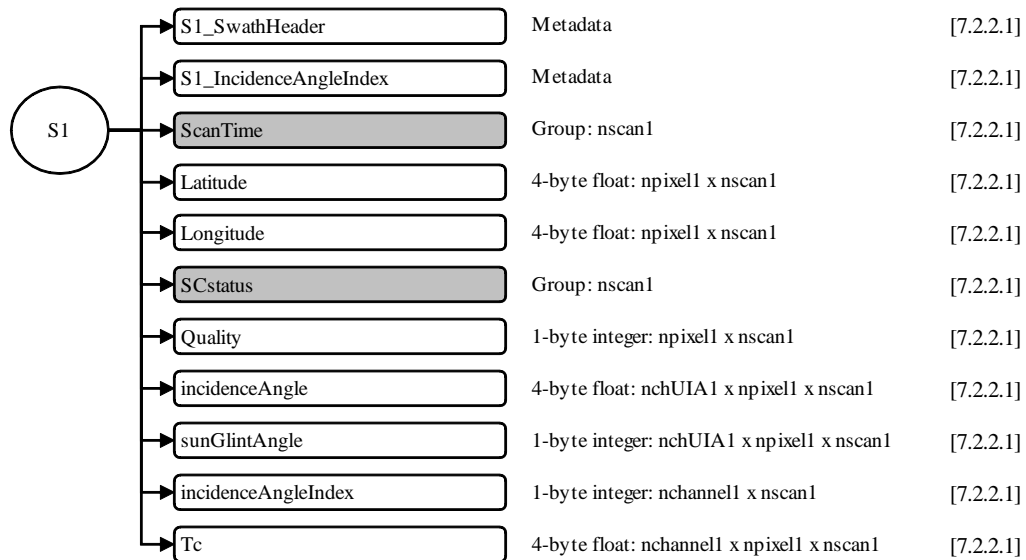 S1_SwathHeader Metadata [7.2.2.1]
S1_IncidenceAngleIndex Metadata [7.2.2.1]
S1
ScanTime Group: nscan1 [7.2.2.1]
Latitude 4-byte float: npixel1 x nscan1 [7.2.2.1]
Longitude 4-byte float: npixel1 x nscan1 [7.2.2.1]
SCstatus Group: nscan1 [7.2.2.1]
Quality 1-byte integer: npixel1 x nscan1 [7.2.2.1]
incidenceAngle 4-byte float: nchUIA1 x npixel1 x nscan1 [7.2.2.1]
sunGlintAngle 1-byte integer: nchUIA1 x npixel1 x nscan1 [7.2.2.1]
incidenceAngleIndex 1-byte integer: nchannel1 x nscan1 [7.2.2.1]
Tc 4-byte float: nchannel1 x npixel1 x nscan1 [7.2.2.1]